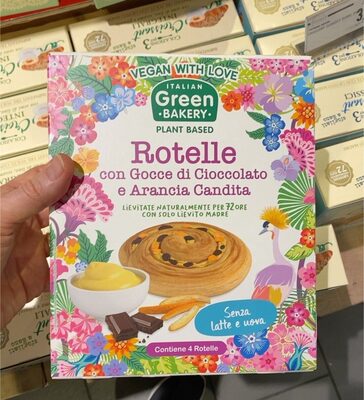 VEGAN WITH LOVE
ITALIAN
Green
•BAKERY•
PLANT BASED
Rotelle
con Gocce di Cioccolato
e Arancia Candita
LIEVITATE NATURALMENTE PER 72 ORE
CON SOLO LIEVITO MADRE
Senza
latte e uova
Contiene 4 Rotelle